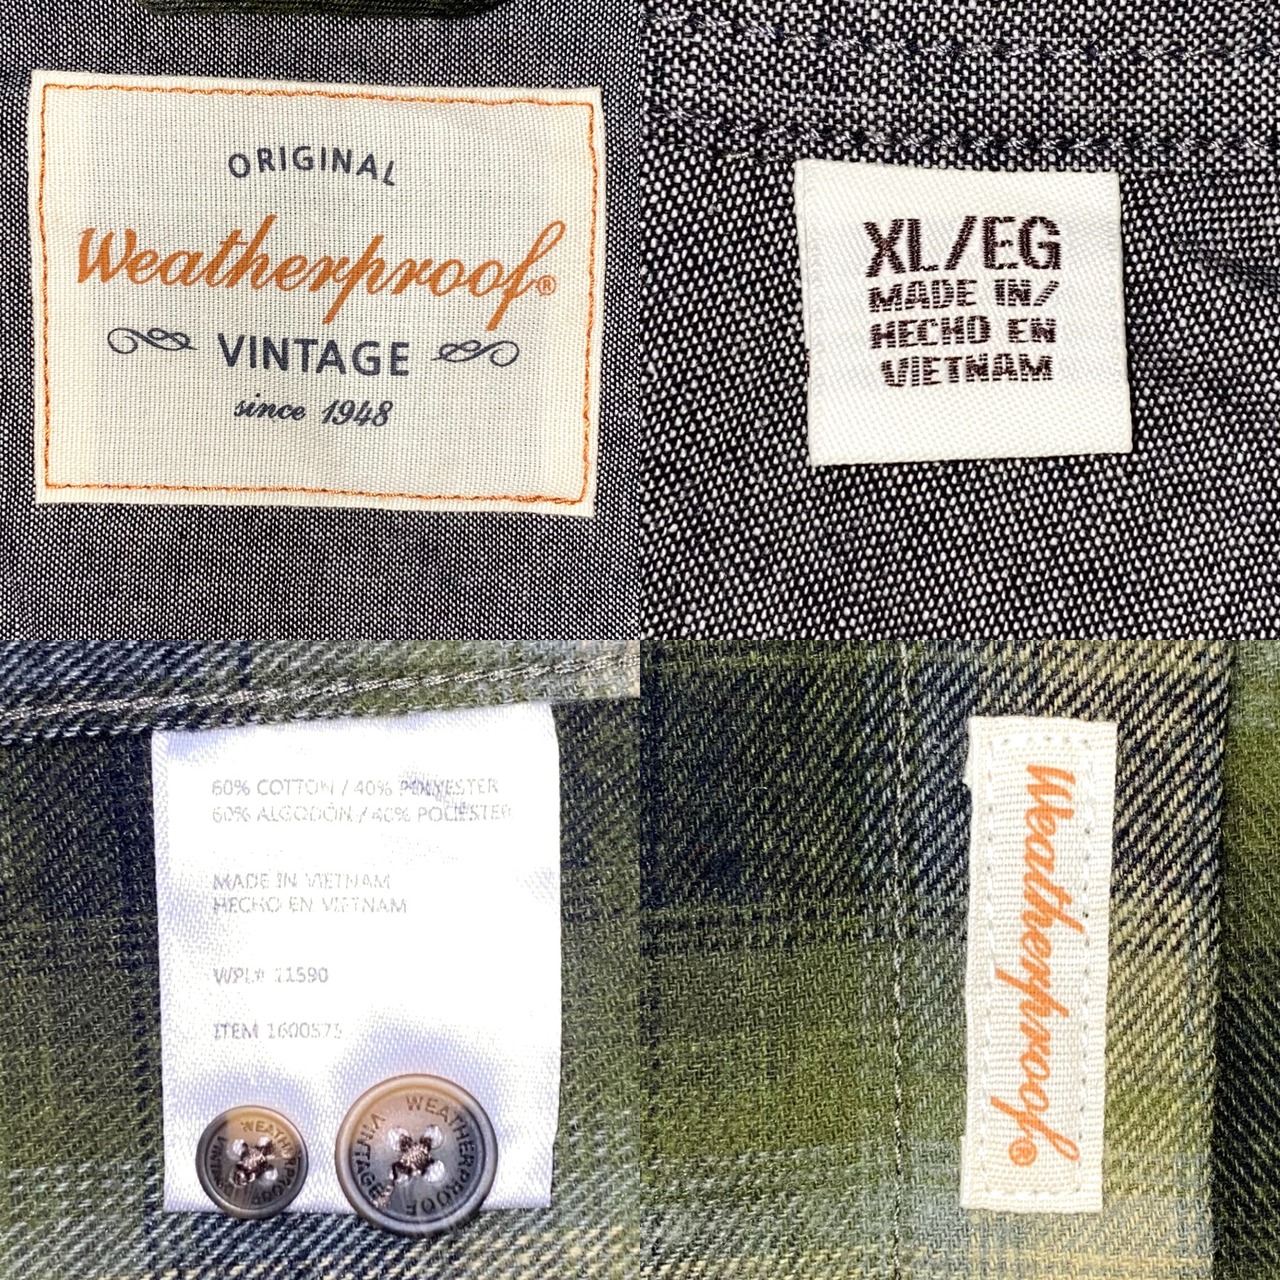 ORIGINAL
Weatherproof®
VINTAGE
since 1948
XL/EG
MADE IN/
HECHO EN
VIETNAM
60% COTTON / 40% POLYESTER
60% ALGODÓN / 40% POLIÉSTER
MADE IN VIETNAM
HECHO EN VIETNAM
WPL# 11590
ITEM 1600575
WEATHERPROOF VINTAGE
WEATHERPROOF VINTAGE
Weatherproof®